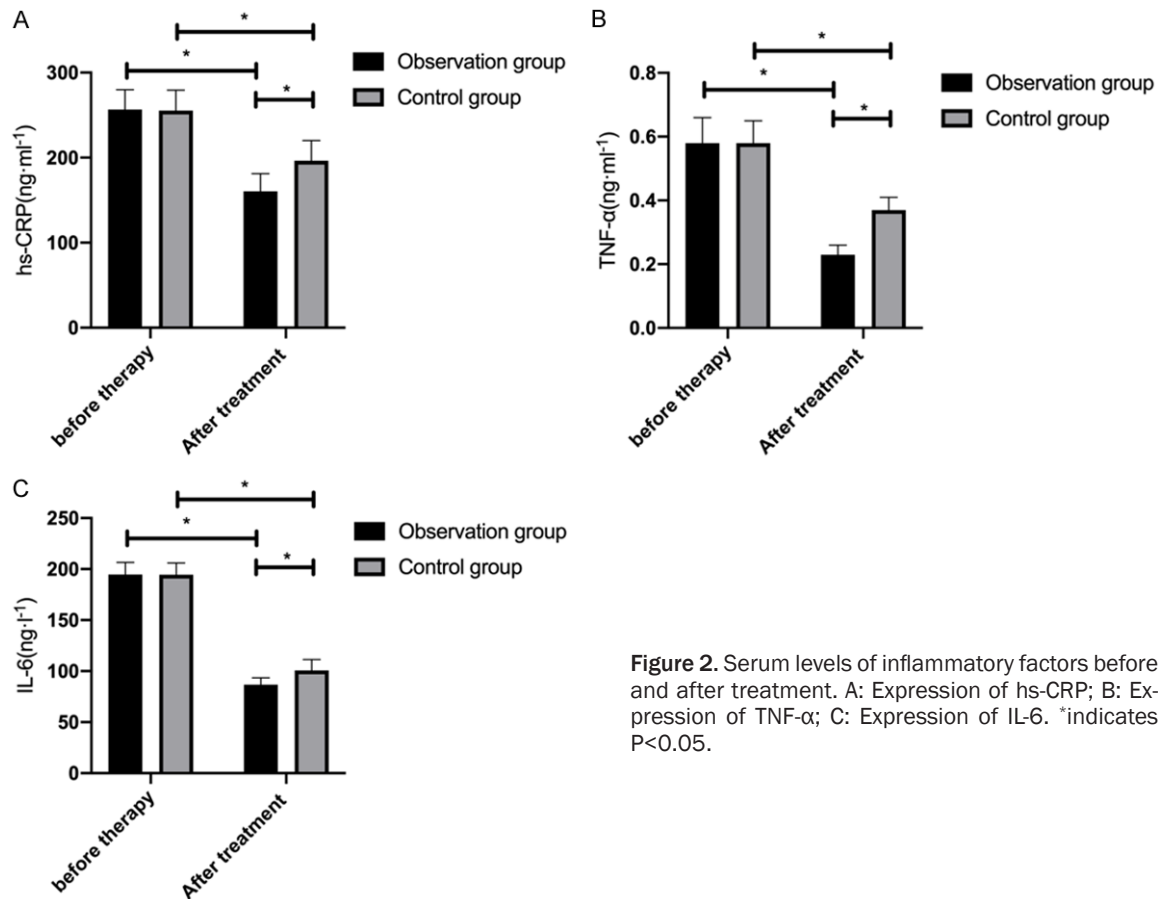 A
*
*
*
Observation group
Control group
300
200
100
0
hs-CRP(ng·ml-1)
before therapy
After treatment
B
*
*
*
Observation group
Control group
0.8
0.6
0.4
0.2
0.0
TNF-α(ng·ml-1)
before therapy
After treatment
C
*
*
*
Observation group
Control group
250
200
150
100
50
0
IL-6(ng·l-1)
before therapy
After treatment
Figure 2. Serum levels of inflammatory factors before
and after treatment. A: Expression of hs-CRP; B: Ex-
pression of TNF-α; C: Expression of IL-6. *indicates
P<0.05.